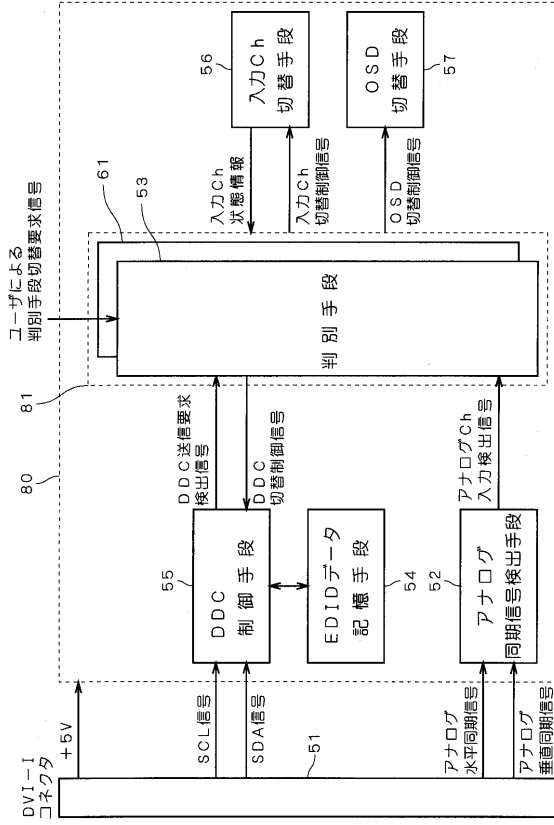 DVI-I
コネクタ
51
+5V
SCL信号
SDA信号
アナログ
水平同期信号
アナログ
垂直同期信号
80
81
55
DDC
制御手段
EDIDデータ
記憶手段
54
52
アナログ
同期信号検出手段
DDC送信要求
検出信号
DDC
切替制御信号
アナログCh
入力検出信号
ユーザによる
判別手段切替要求信号
61
53
判別手段
入力Ch
状態情報
入力Ch
切替制御信号
OSD
切替制御信号
56
入力Ch
切替手段
OSD
切替手段
57